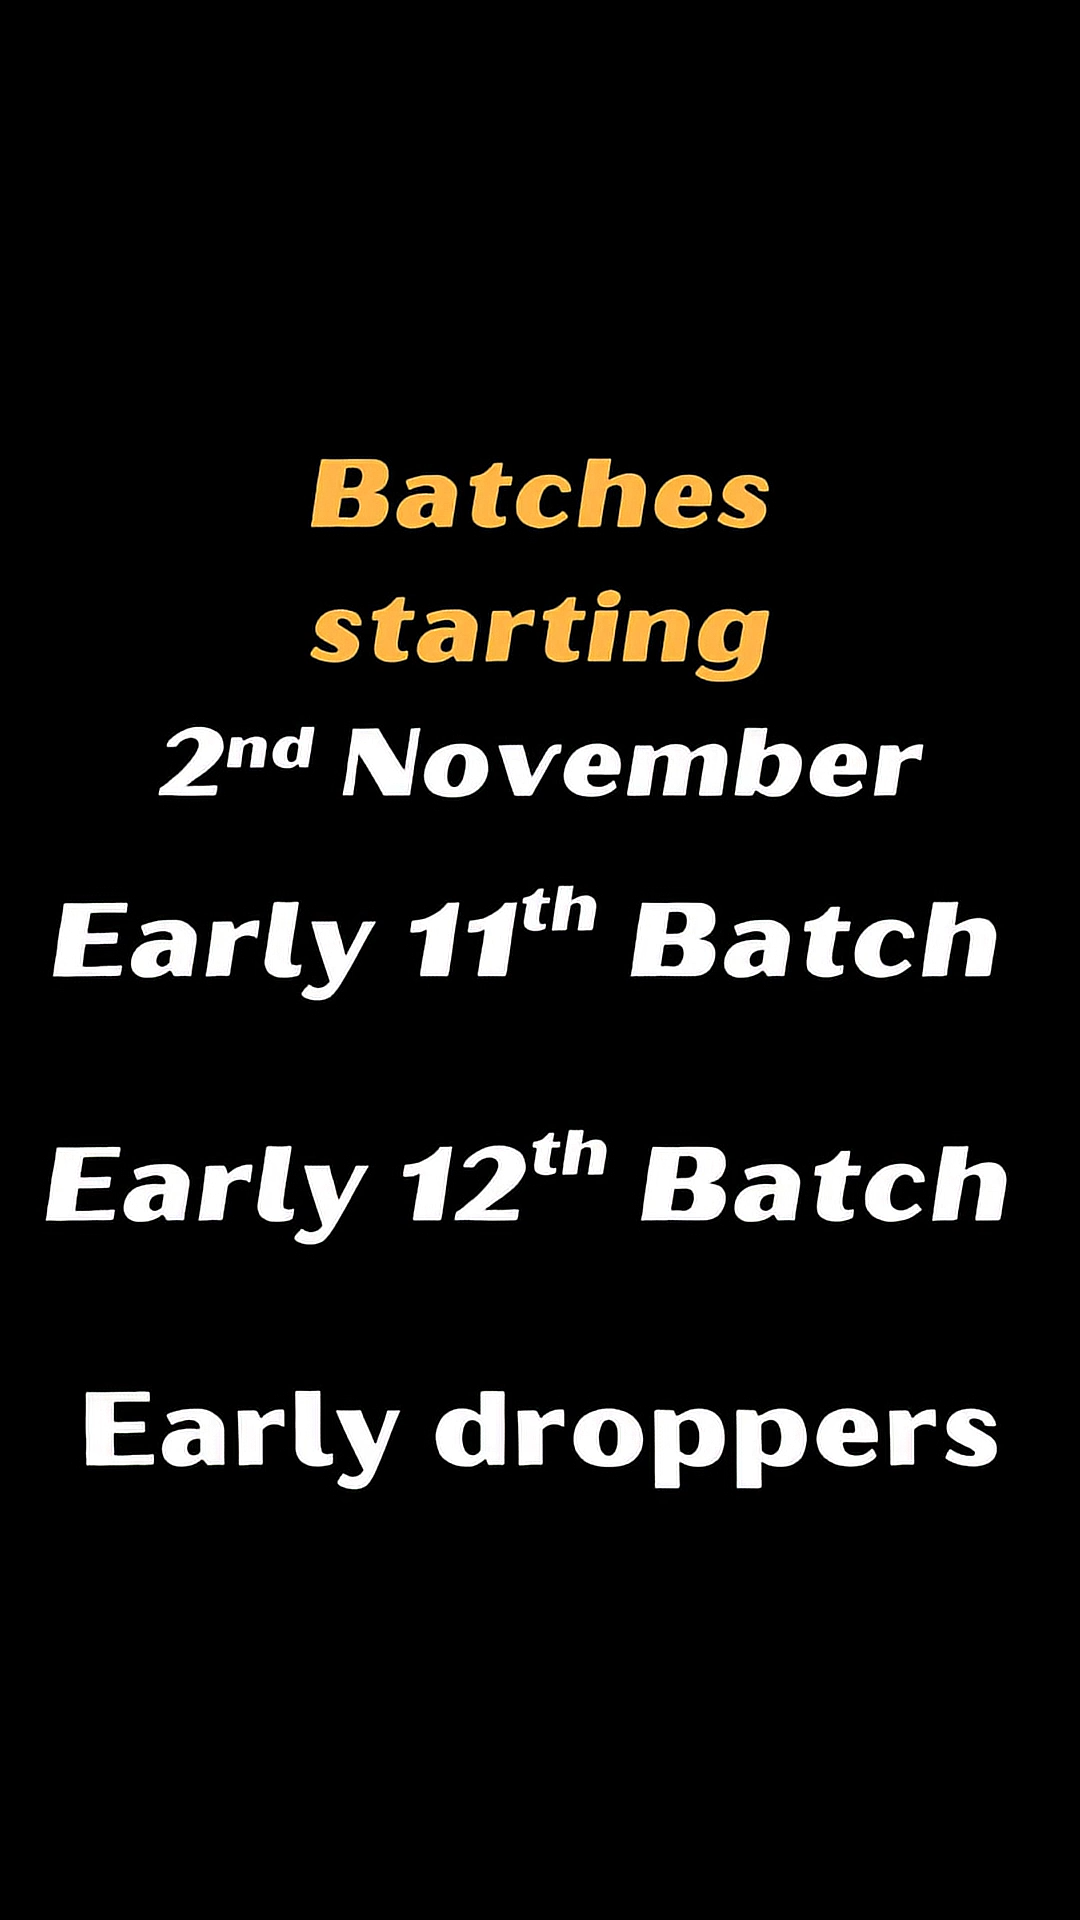 Batches
starting
2nd November
Early 11th Batch
Early 12th Batch
Early droppers